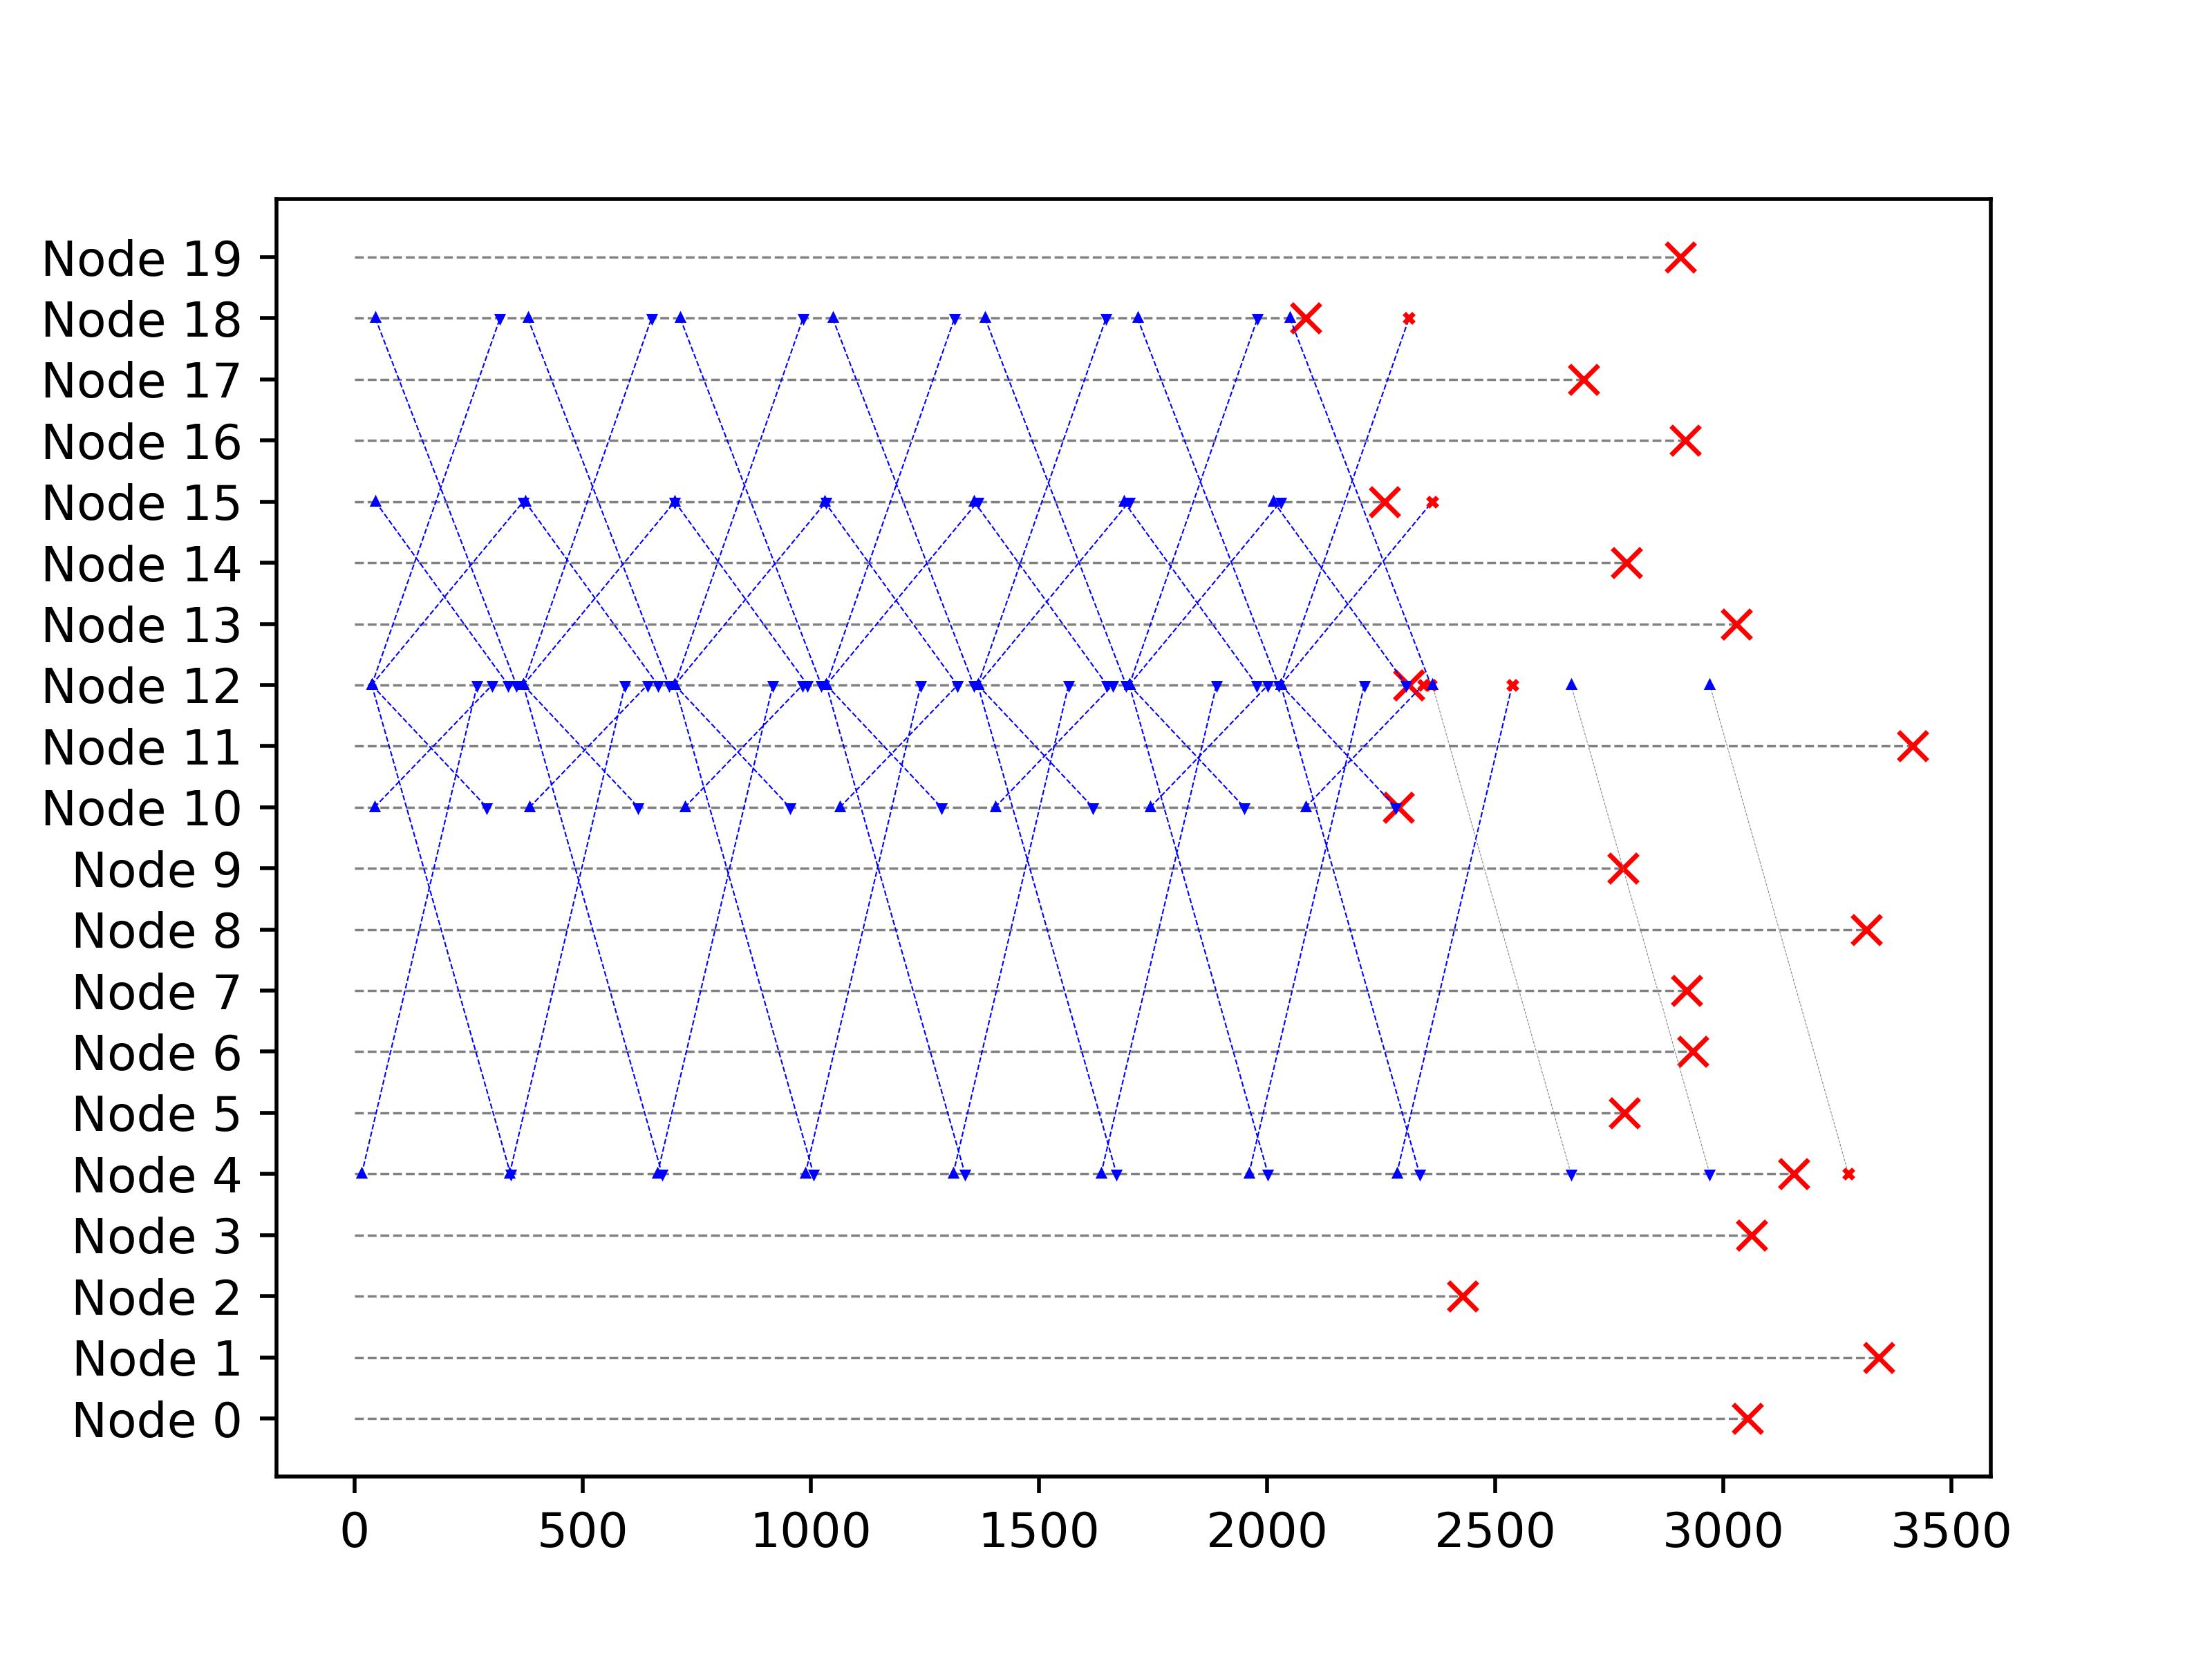 Node 19
Node 18
Node 17
Node 16
Node 15
Node 14
Node 13
Node 12
Node 11
Node 10
Node 9
Node 8
Node 7
Node 6
Node 5
Node 4
Node 3
Node 2
Node 1
Node 0
0 500 1000 1500 2000 2500 3000 3500